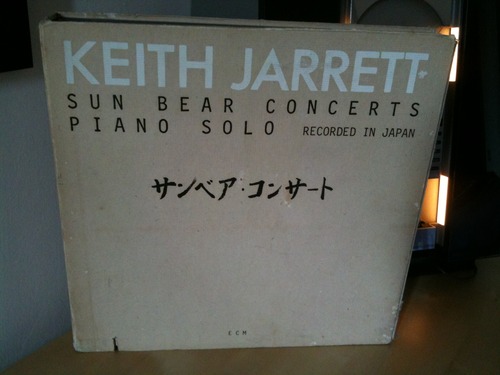 KEITH JARRETT
SUN BEAR CONCERTS
PIANO SOLO RECORDED IN JAPAN
サンベア・コンサート
ECM